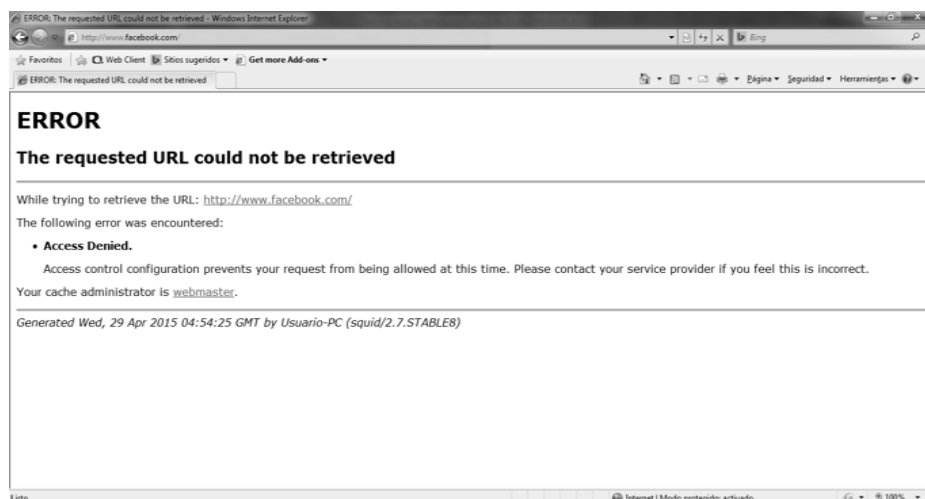 ERROR: The requested URL could not be retrieved - Windows Internet Explorer
http://www.facebook.com/
Bing
Favoritos Web Client Sitios sugeridos Get more Add-ons
ERROR: The requested URL could not be retrieved
Página Seguridad Herramientas
ERROR
The requested URL could not be retrieved
While trying to retrieve the URL: http://www.facebook.com/
The following error was encountered:
• Access Denied.
Access control configuration prevents your request from being allowed at this time. Please contact your service provider if you feel this is incorrect.
Your cache administrator is webmaster.
Generated Wed, 29 Apr 2015 04:54:25 GMT by Usuario-PC (squid/2.7.STABLE8)
Listo Internet | Modo protegido: activado 100%